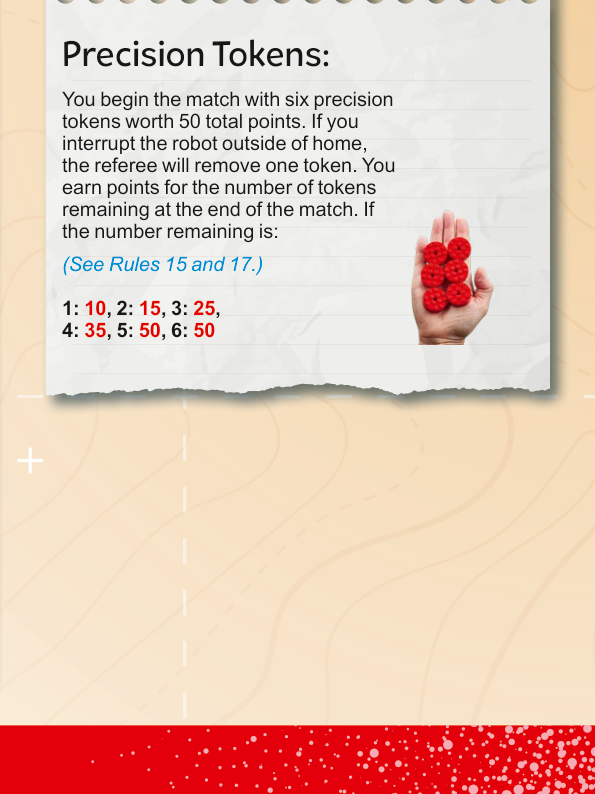 Precision Tokens:
You begin the match with six precision
tokens worth 50 total points. If you
interrupt the robot outside of home,
the referee will remove one token. You
earn points for the number of tokens
remaining at the end of the match. If
the number remaining is:
(See Rules 15 and 17.)
1: 10, 2: 15, 3: 25,
4: 35, 5: 50, 6: 50